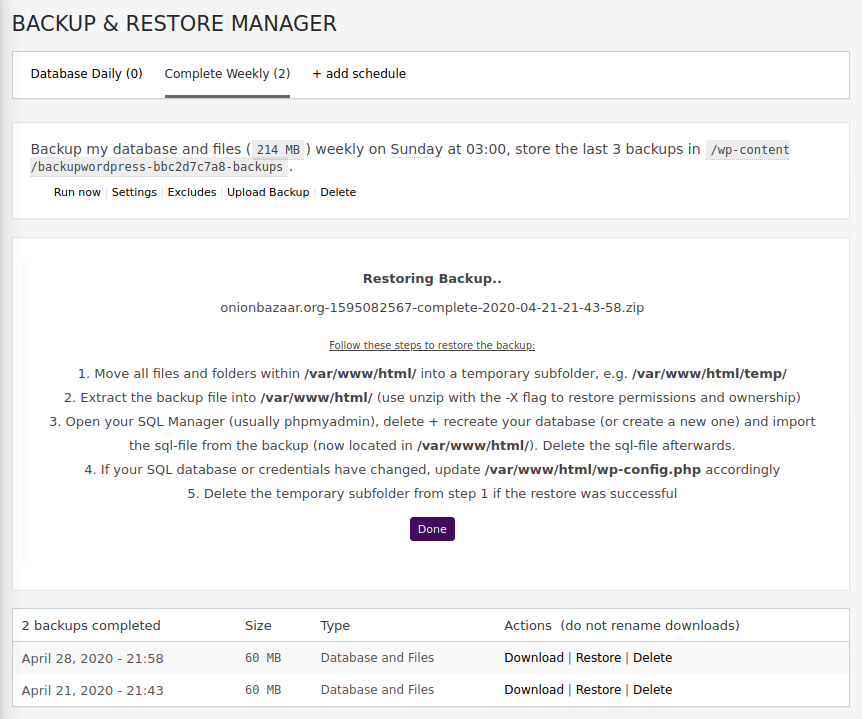 BACKUP & RESTORE MANAGER
Database Daily (0) Complete Weekly (2) + add schedule
Backup my database and files ( 214 MB ) weekly on Sunday at 03:00, store the last 3 backups in /wp-content
/backupwordpress-bbc2d7c7a8-backups .
Run now | Settings | Excludes | Upload Backup | Delete
Restoring Backup..
onionbazaar.org-1595082567-complete-2020-04-21-21-43-58.zip
Follow these steps to restore the backup:
1. Move all files and folders within /var/www/html/ into a temporary subfolder, e.g. /var/www/html/temp/
2. Extract the backup file into /var/www/html/ (use unzip with the -X flag to restore permissions and ownership)
3. Open your SQL Manager (usually phpmyadmin), delete + recreate your database (or create a new one) and import
the sql-file from the backup (now located in /var/www/html/). Delete the sql-file afterwards.
4. If your SQL database or credentials have changed, update /var/www/html/wp-config.php accordingly
5. Delete the temporary subfolder from step 1 if the restore was successful
Done
2 backups completed Size Type Actions (do not rename downloads)
April 28, 2020 - 21:58 60 MB Database and Files Download | Restore | Delete
April 21, 2020 - 21:43 60 MB Database and Files Download | Restore | Delete